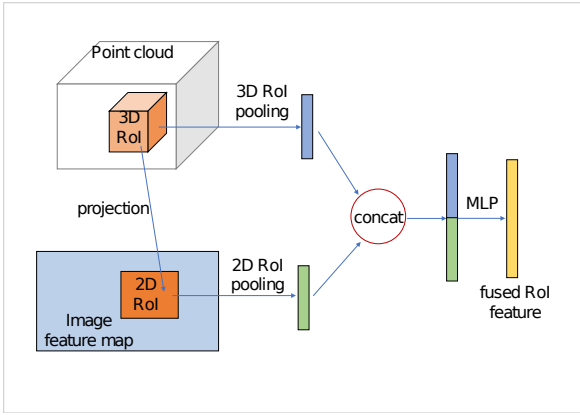 Point cloud
3D
RoI
3D RoI
pooling
projection
concat
MLP
2D
RoI
2D RoI
pooling
Image
feature map
fused RoI
feature